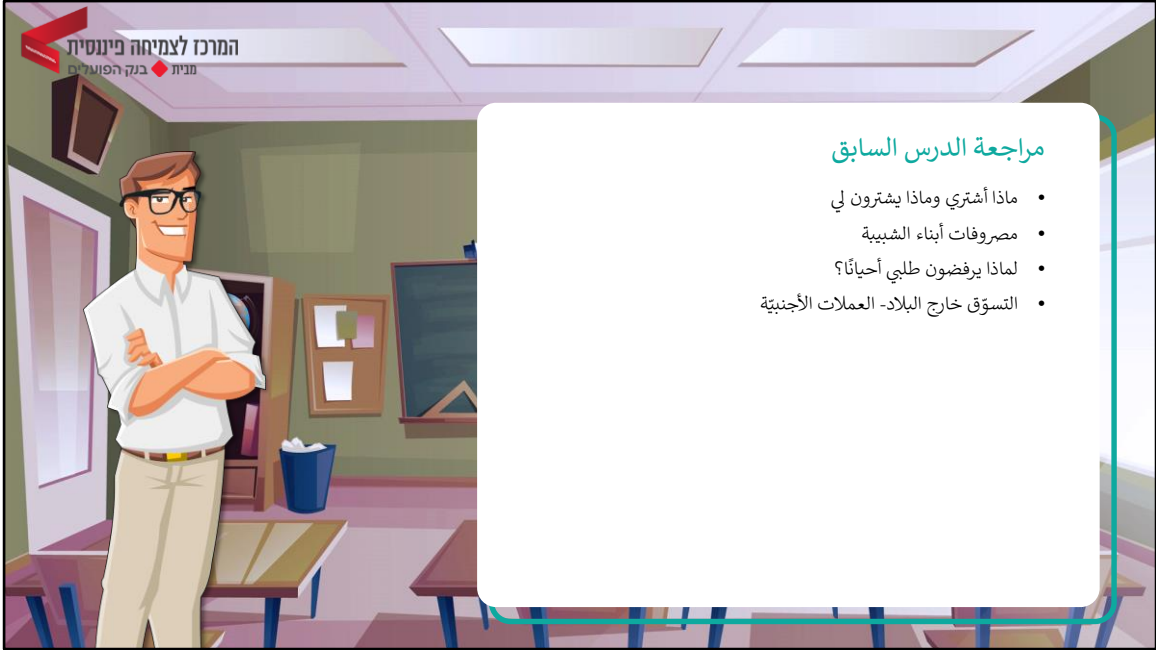 המרכז לצמיחה פיננסית
מבית בנק הפועלים
مراجعة الدرس السابق
• ماذا أشتري وماذا يشترون لي
• مصروفات أبناء الشبيبة
• لماذا يرفضون طلبي أحيانًا؟
• التسوّق خارج البلاد- العملات الأجنبيّة